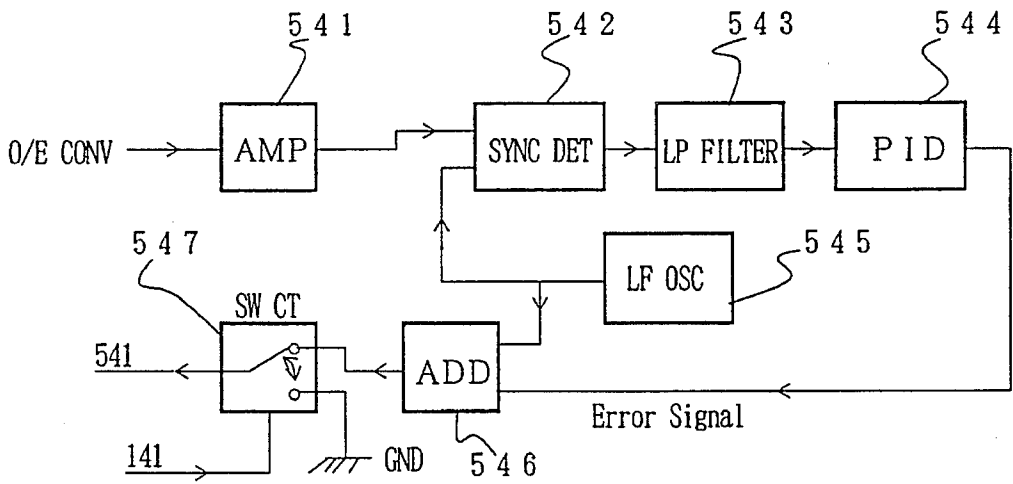 541
542
543
544
O/E CONV
AMP
SYNC DET
LP FILTER
PID
547
545
LF OSC
SW CT
541
ADD
Error Signal
141
GND
546